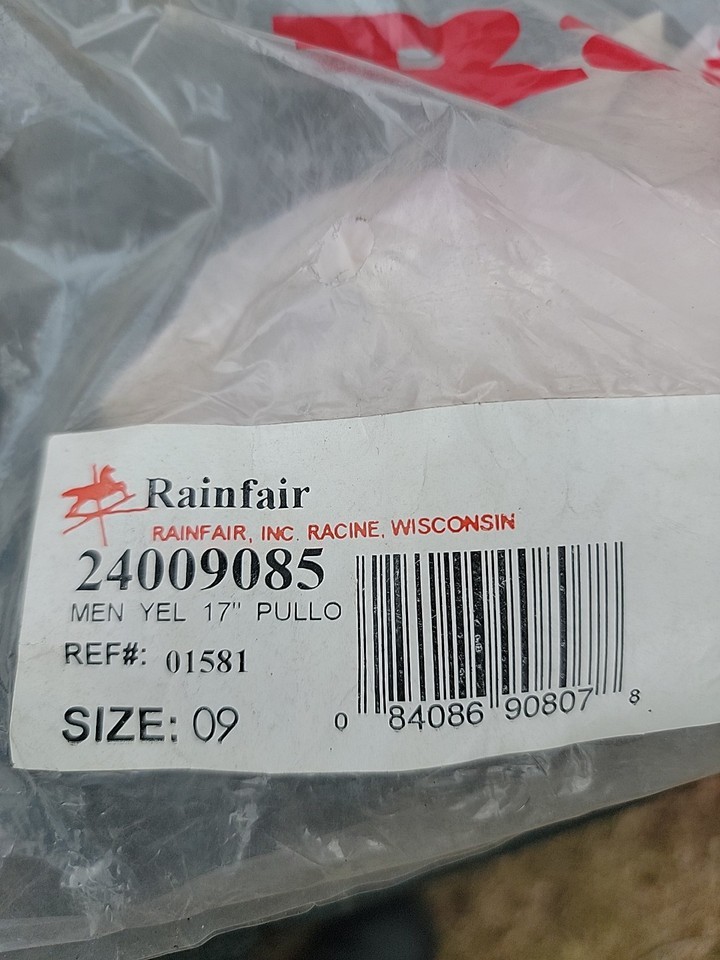 Rainfair
RAINFAIR, INC. RACINE, WISCONSIN
24009085
MEN YEL 17" PULLO
REF#: 01581
SIZE: 09
0 84086 90807 8